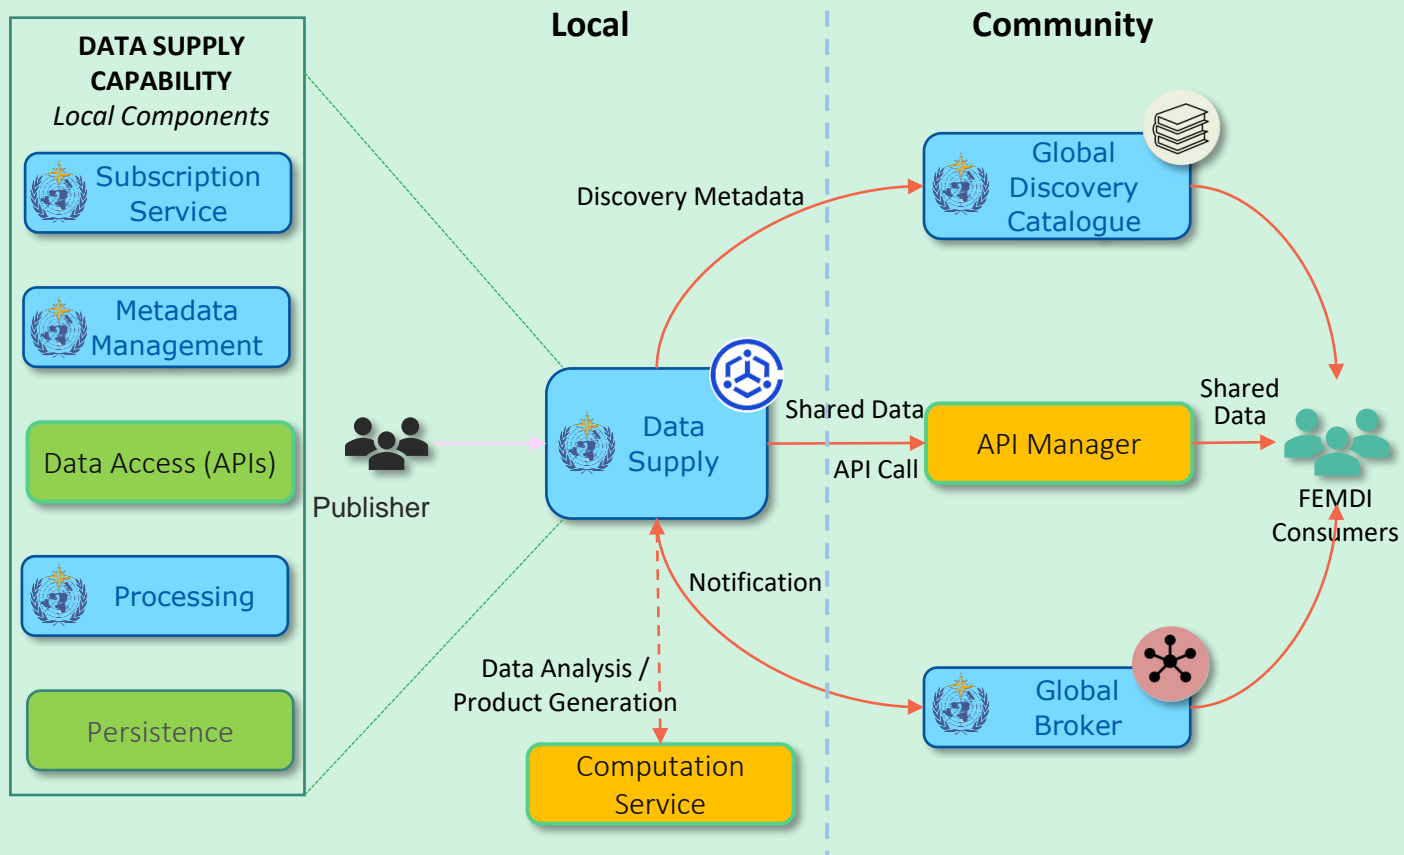 Local
Community
DATA SUPPLY
CAPABILITY
Local Components
Subscription
Service
Metadata
Management
Data Access (APIs)
Processing
Persistence
Publisher
Data
Supply
Discovery Metadata
Shared Data
API Call
Notification
Data Analysis /
Product Generation
Computation
Service
Global
Discovery
Catalogue
API Manager
Shared
Data
FEMDI
Consumers
Global
Broker